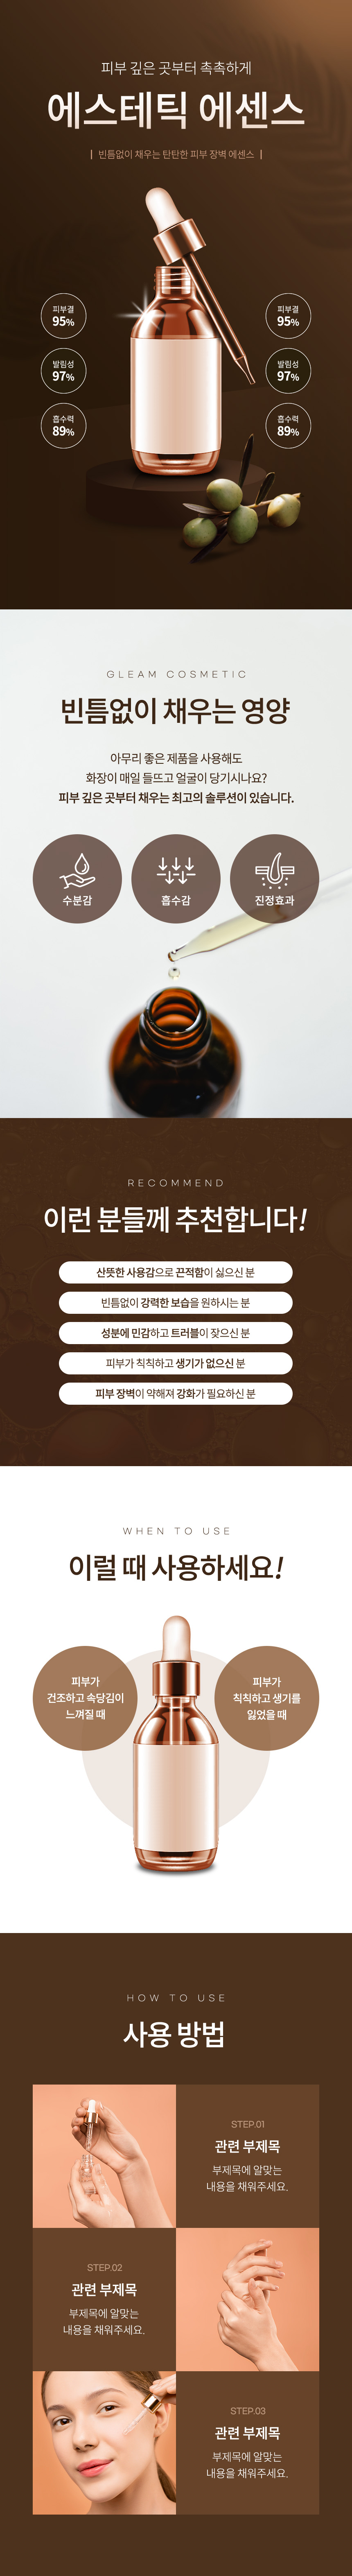 피부 깊은 곳부터 촉촉하게
에스테틱 에센스
| 빈틈없이 채우는 탄탄한 피부 장벽 에센스 |
피부결
95%
피부결
95%
발림성
97%
발림성
97%
흡수력
89%
흡수력
89%
GLEAM COSMETIC
빈틈없이 채우는 영양
아무리 좋은 제품을 사용해도
화장이 매일 들뜨고 얼굴이 당기시나요?
피부 깊은 곳부터 채우는 최고의 솔루션이 있습니다.
수분감
흡수감
진정효과
RECOMMEND
이런 분들께 추천합니다!
산뜻한 사용감으로 끈적함이 싫으신 분
빈틈없이 강력한 보습을 원하시는 분
성분에 민감하고 트러블이 잦으신 분
피부가 칙칙하고 생기가 없으신 분
피부 장벽이 약해져 강화가 필요하신 분
WHEN TO USE
이럴 때 사용하세요!
피부가
건조하고 속당김이
느껴질 때
피부가
칙칙하고 생기를
잃었을 때
HOW TO USE
사용 방법
STEP.01
관련 부제목
부제목에 알맞는
내용을 채워주세요.
STEP.02
관련 부제목
부제목에 알맞는
내용을 채워주세요.
STEP.03
관련 부제목
부제목에 알맞는
내용을 채워주세요.